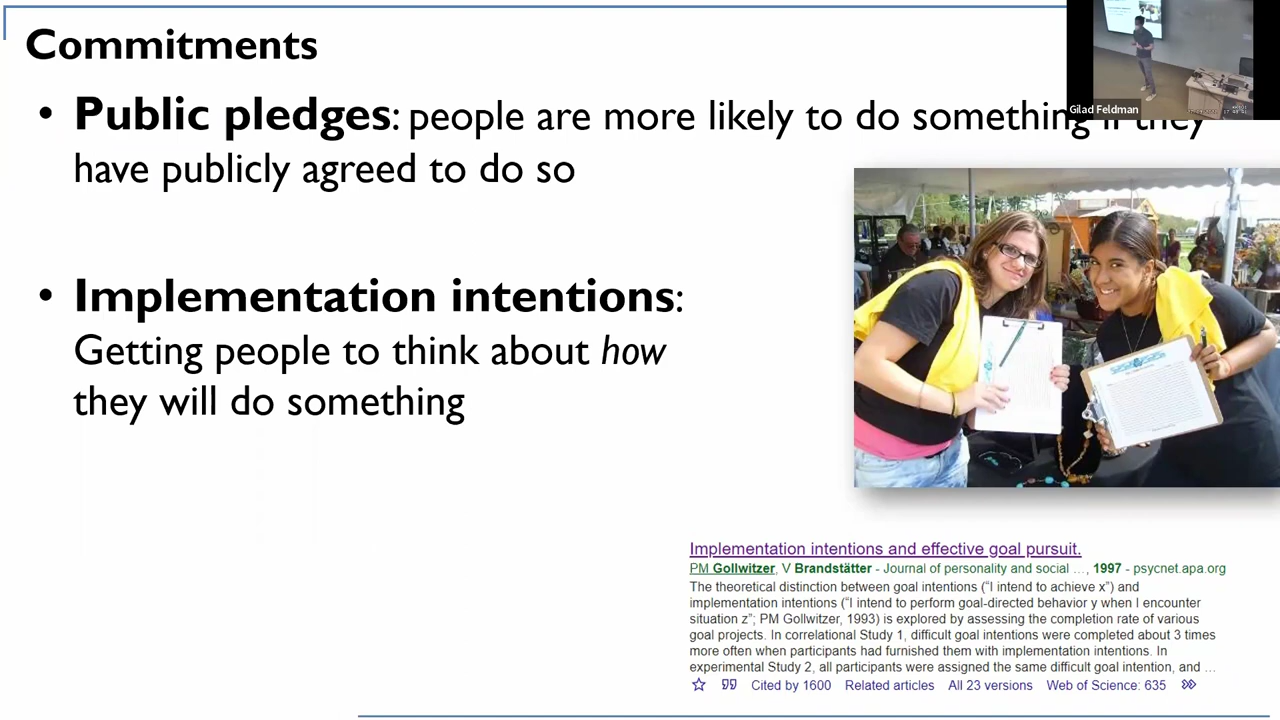 Commitments
Gilad Feldman
• Public pledges: people are more likely to do something if they
have publicly agreed to do so
• Implementation intentions:
Getting people to think about how
they will do something
Implementation intentions and effective goal pursuit.
PM Gollwitzer, V Brandstätter - Journal of personality and social …, 1997 - psycnet.apa.org
The theoretical distinction between goal intentions (“I intend to achieve x”) and
implementation intentions (“I intend to perform goal-directed behavior y when I encounter
situation z”; PM Gollwitzer, 1993) is explored by assessing the completion rate of various
goal projects. In correlational Study 1, difficult goal intentions were completed about 3 times
more often when participants had furnished them with implementation intentions. In
experimental Study 2, all participants were assigned the same difficult goal intention, and …
Cited by 1600 Related articles All 23 versions Web of Science: 635